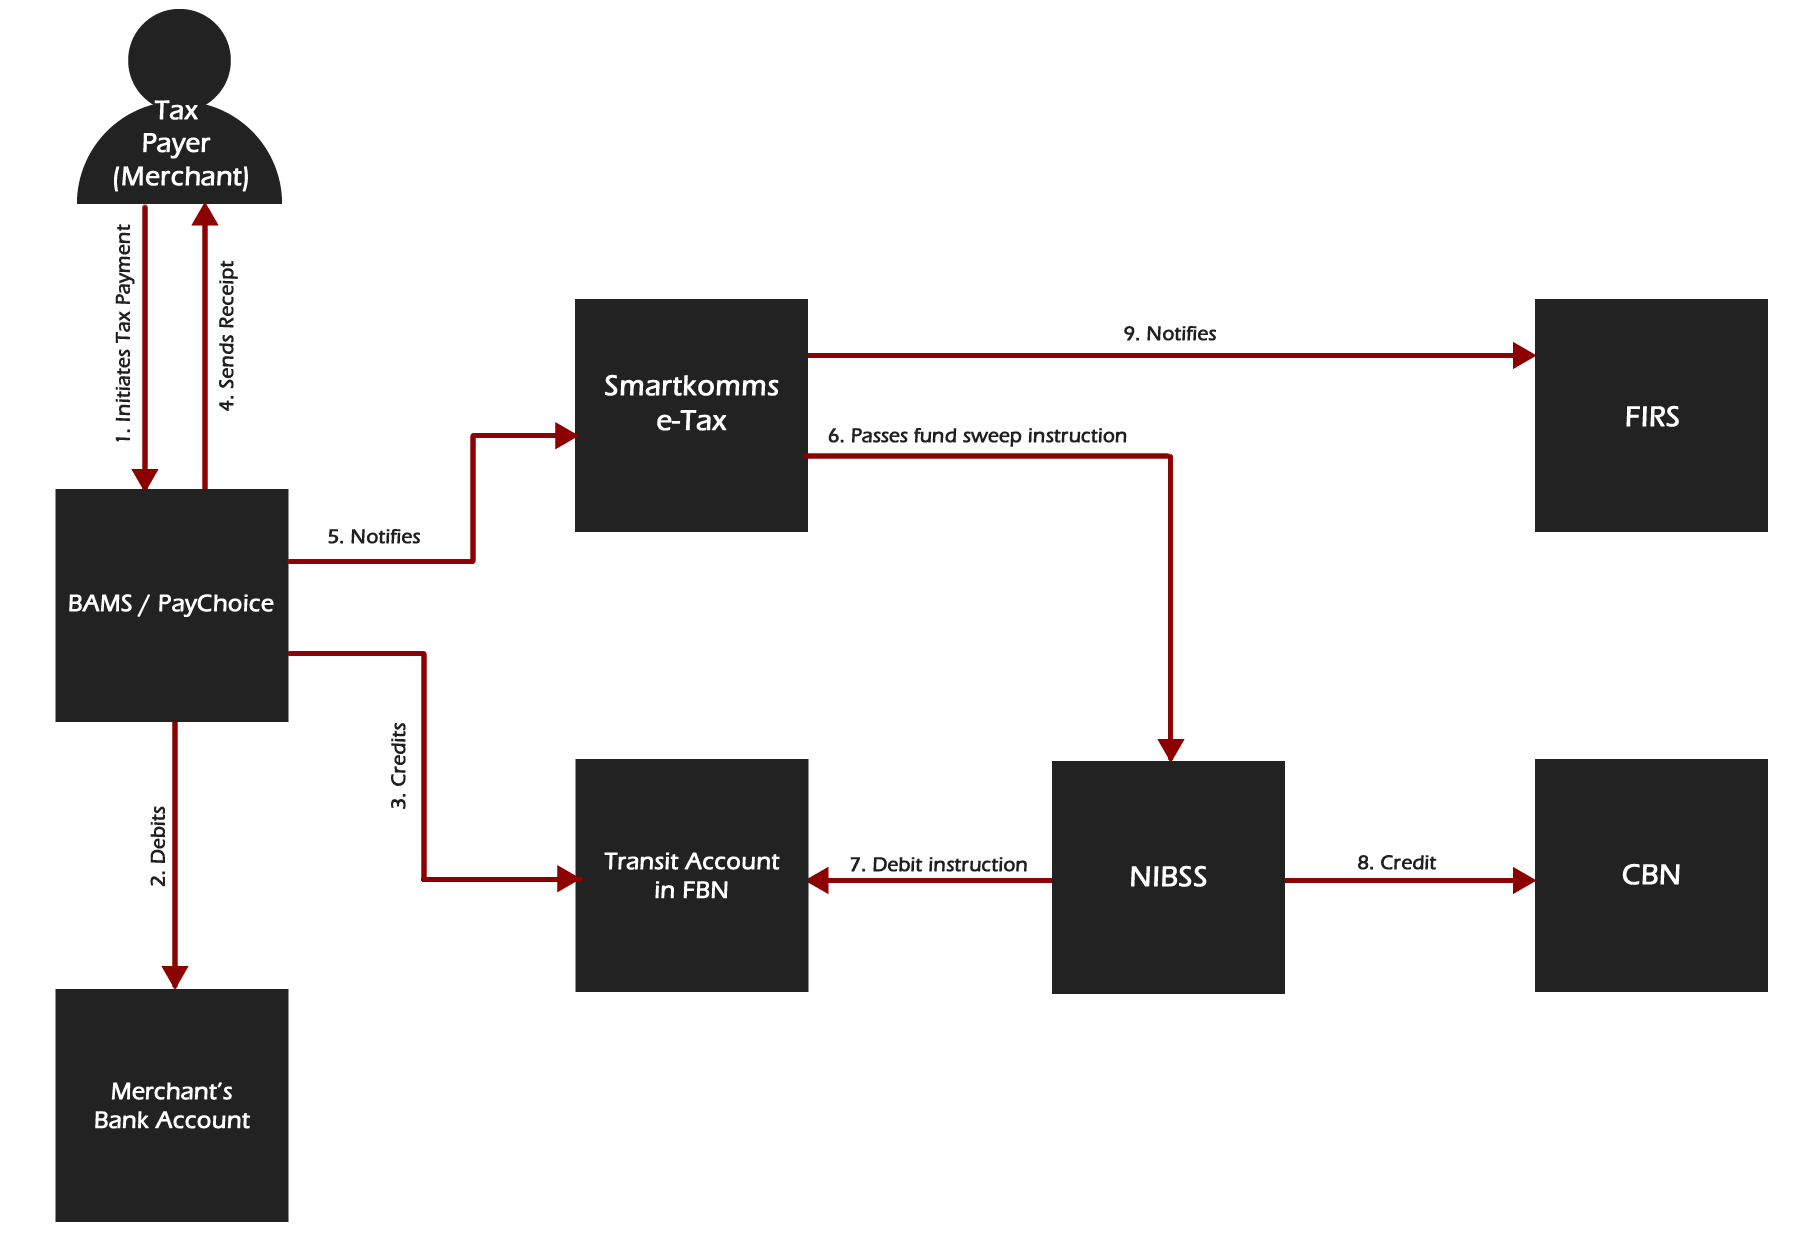 Tax
Payer
(Merchant)
1. Initiates Tax Payment
4. Sends Receipt
Smartkomms
e-Tax
9. Notifies
FIRS
6. Passes fund sweep instruction
5. Notifies
BAMS / PayChoice
3. Credits
2. Debits
Transit Account
in FBN
7. Debit instruction
NIBSS
8. Credit
CBN
Merchant’s
Bank Account